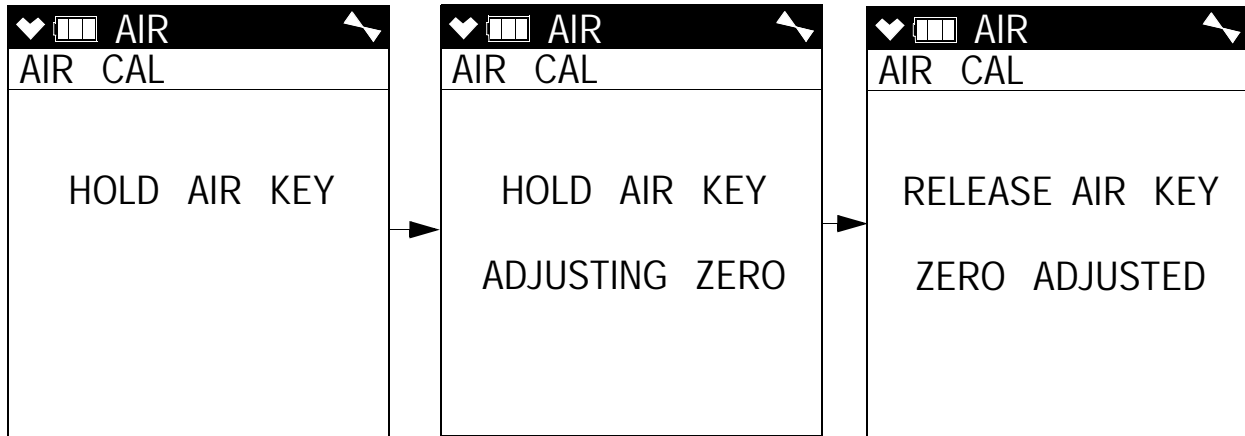 AIR
AIR CAL
HOLD AIR KEY
AIR
AIR CAL
HOLD AIR KEY
ADJUSTING ZERO
AIR
AIR CAL
RELEASE AIR KEY
ZERO ADJUSTED